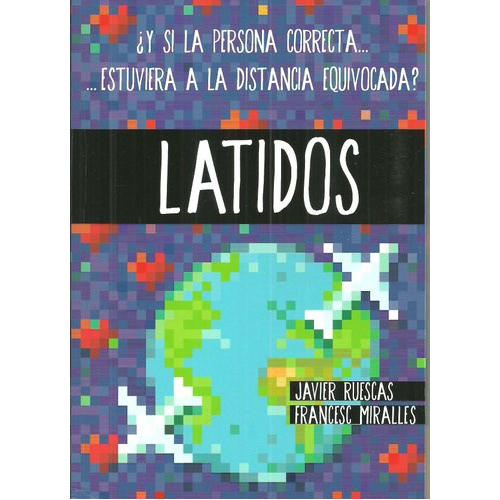 ¿Y SI LA PERSONA CORRECTA...
...ESTUVIERA A LA DISTANCIA EQUIVOCADA?
LATIDOS
JAVIER RUESCAS
FRANCESC MIRALLES